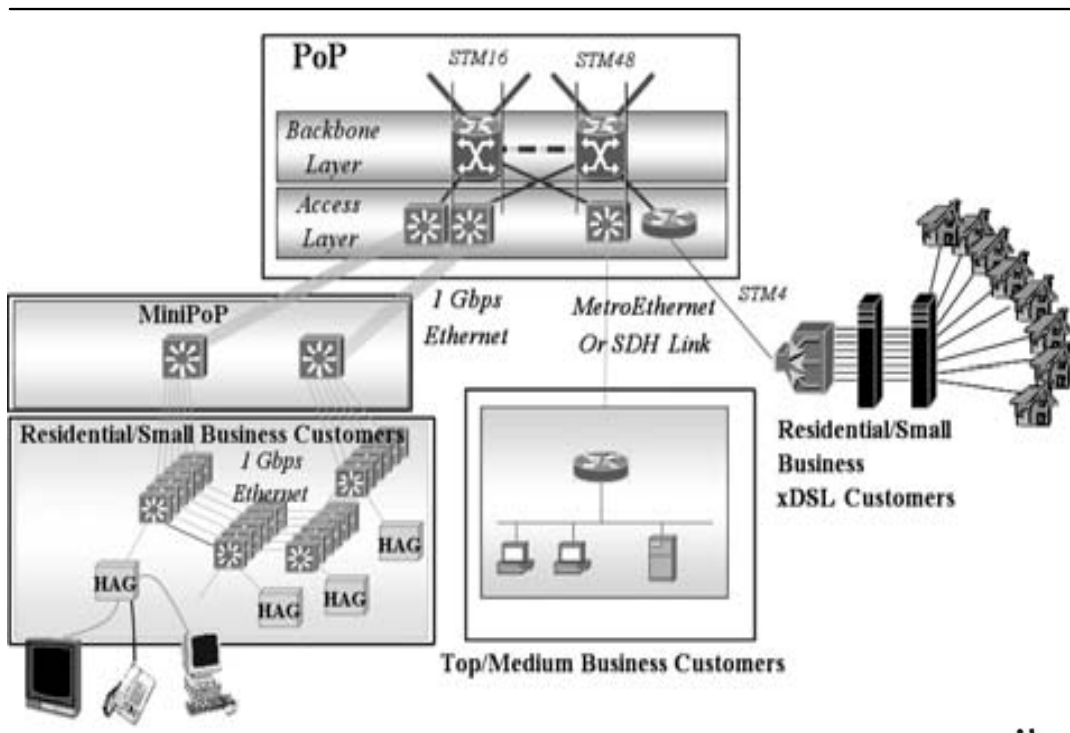 PoP
STM16
STM48
Backbone
Layer
Access
Layer
MiniPoP
1 Gbps
Ethernet
MetroEthernet
Or SDH Link
STM4
Residential/Small Business Customers
1 Gbps
Ethernet
HAG
HAG
HAG
HAG
Residential/Small
Business
xDSL Customers
Top/Medium Business Customers